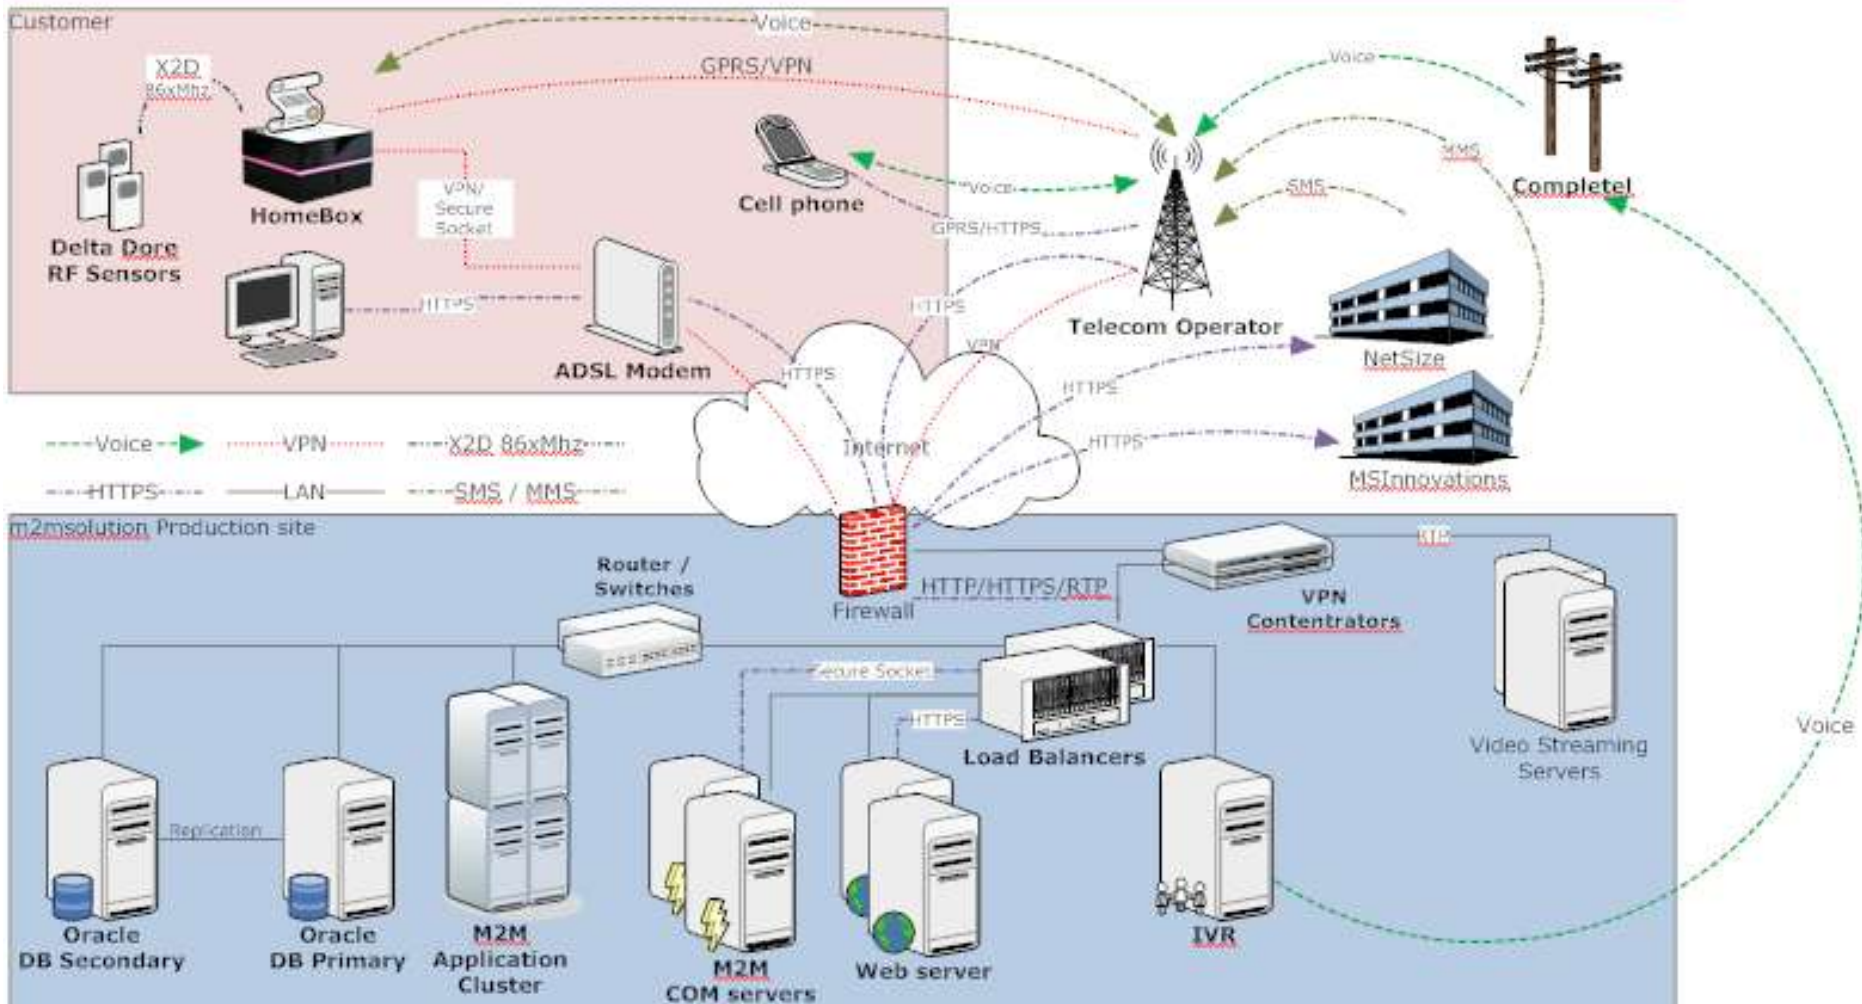 Customer
Voice
X2D
86xMhz
GPRS/VPN
Voice
MMS
SMS
Completel
HomeBox
VPN/
Secure
Socket
Cell phone
Voice
GPRS/HTTPS
Delta Dore
RF Sensors
HTTPS
HTTPS
Telecom Operator
VPN
NetSize
ADSL Modem
HTTPS
HTTPS
Voice
VPN
X2D 86xMhz
Internet
HTTPS
MSInnovations
HTTPS
LAN
SMS / MMS
m2msolution Production site
Router /
Switches
Firewall
HTTP/HTTPS/RTP
RTP
VPN
Contentrators
Secure Socket
HTTPS
Load Balancers
Video Streaming
Servers
Voice
Replication
Oracle
DB Secondary
Oracle
DB Primary
M2M
Application
Cluster
M2M
COM servers
Web server
IVR